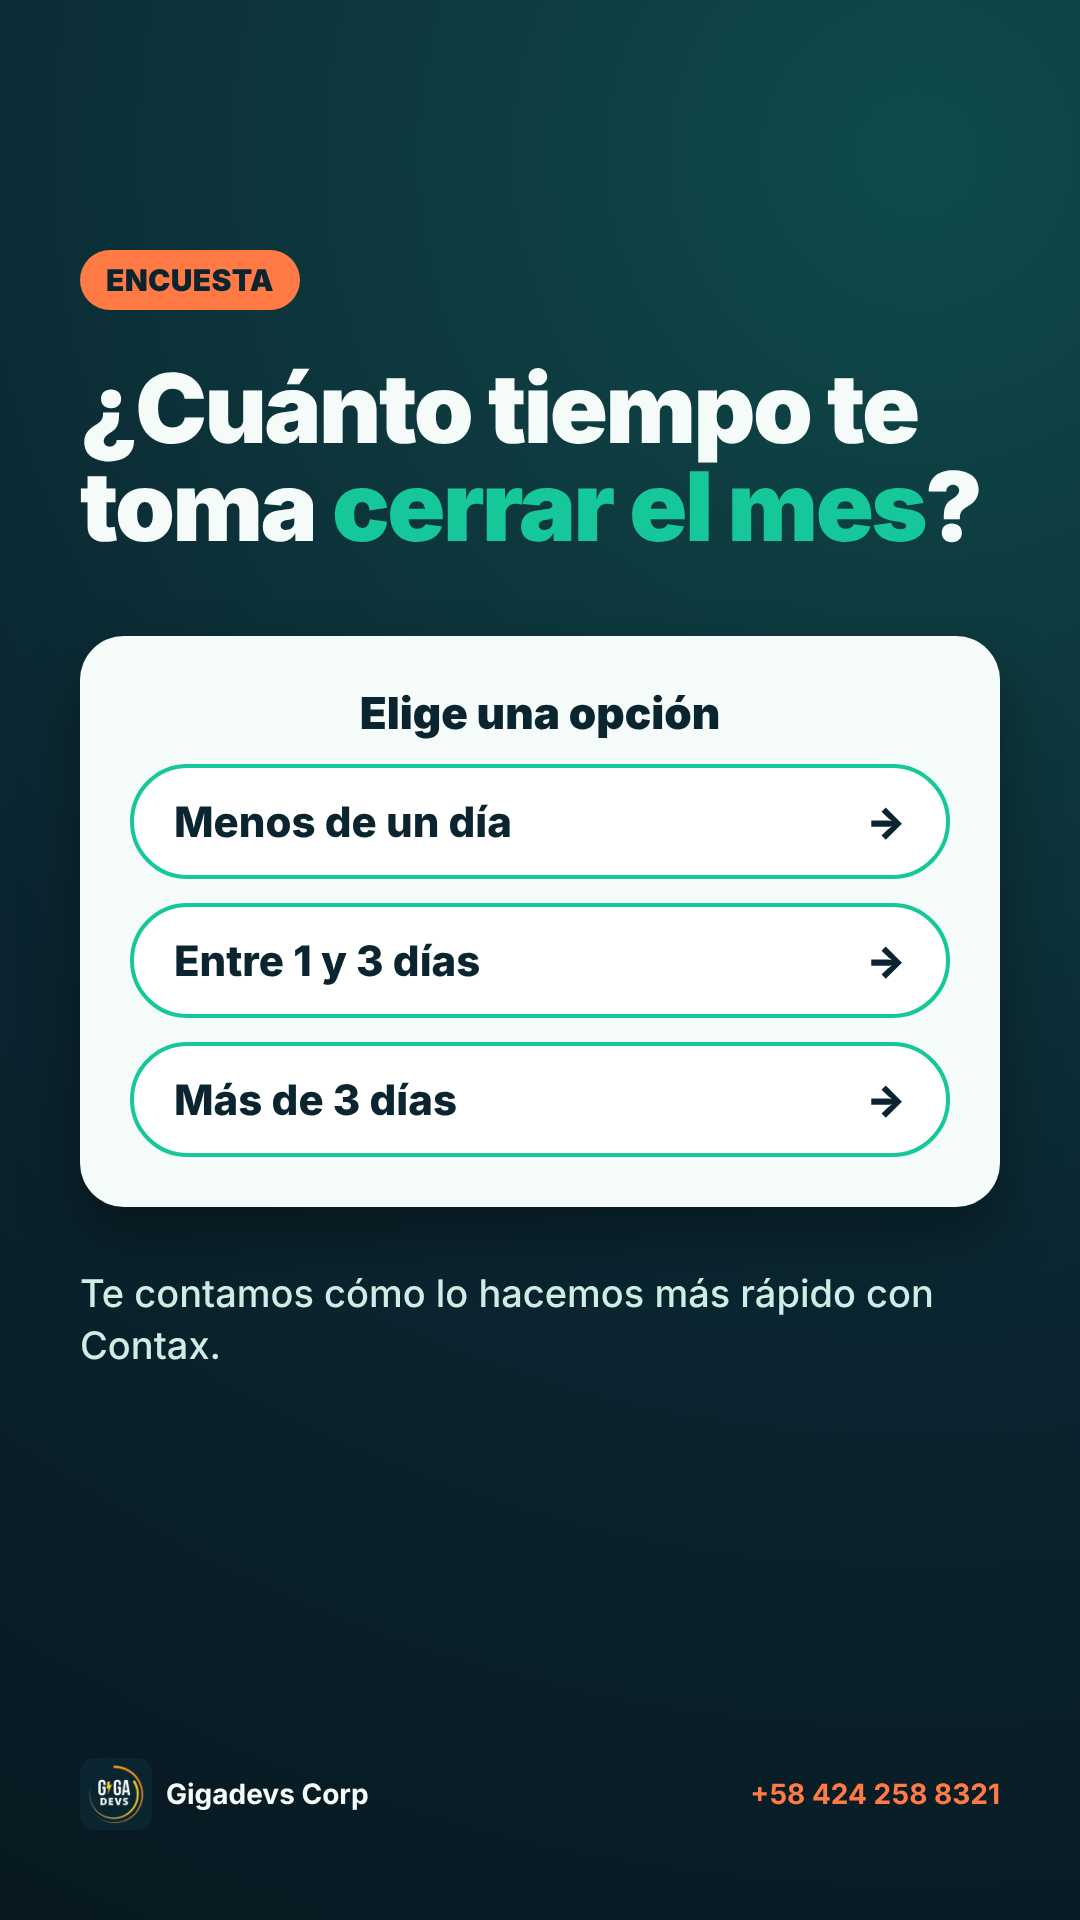 ENCUESTA
¿Cuánto tiempo te
toma cerrar el mes?
Elige una opción
Menos de un día →
Entre 1 y 3 días →
Más de 3 días →
Te contamos cómo lo hacemos más rápido con
Contax.
GIGA
DEVS
Gigadevs Corp
+58 424 258 8321